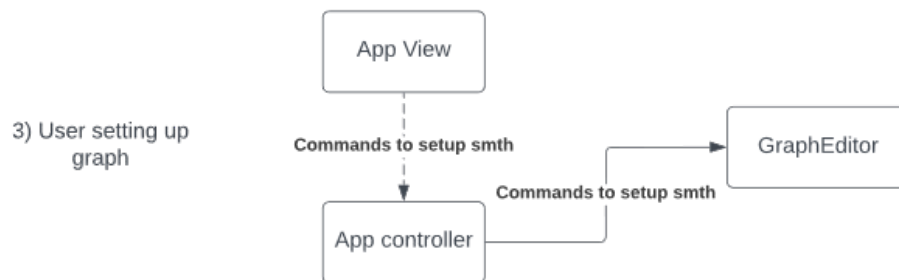 App View
3) User setting up
graph
Commands to setup smth
GraphEditor
Commands to setup smth
App controller